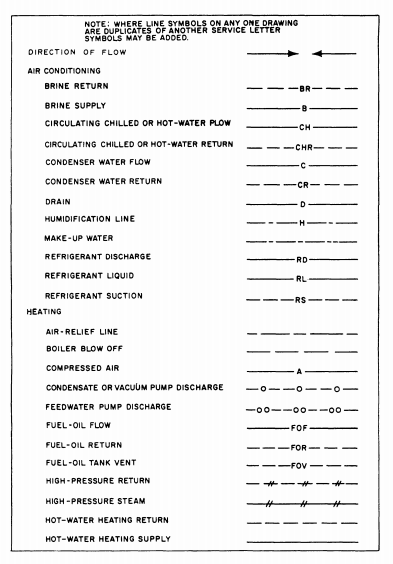 NOTE: WHERE LINE SYMBOLS ON ANY ONE DRAWING
ARE DUPLICATES OF ANOTHER SERVICE LETTER
SYMBOLS MAY BE ADDED.
DIRECTION OF FLOW
AIR CONDITIONING
BRINE RETURN BR
BRINE SUPPLY B
CIRCULATING CHILLED OR HOT-WATER FLOW CH
CIRCULATING CHILLED OR HOT-WATER RETURN CHR
CONDENSER WATER FLOW C
CONDENSER WATER RETURN CR
DRAIN D
HUMIDIFICATION LINE H
MAKE-UP WATER
REFRIGERANT DISCHARGE RD
REFRIGERANT LIQUID RL
REFRIGERANT SUCTION RS
HEATING
AIR-RELIEF LINE
BOILER BLOW OFF
COMPRESSED AIR A
CONDENSATE OR VACUUM PUMP DISCHARGE O O O
FEEDWATER PUMP DISCHARGE OO OO OO
FUEL-OIL FLOW FOF
FUEL-OIL RETURN FOR
FUEL-OIL TANK VENT FOV
HIGH-PRESSURE RETURN
HIGH-PRESSURE STEAM
HOT-WATER HEATING RETURN
HOT-WATER HEATING SUPPLY